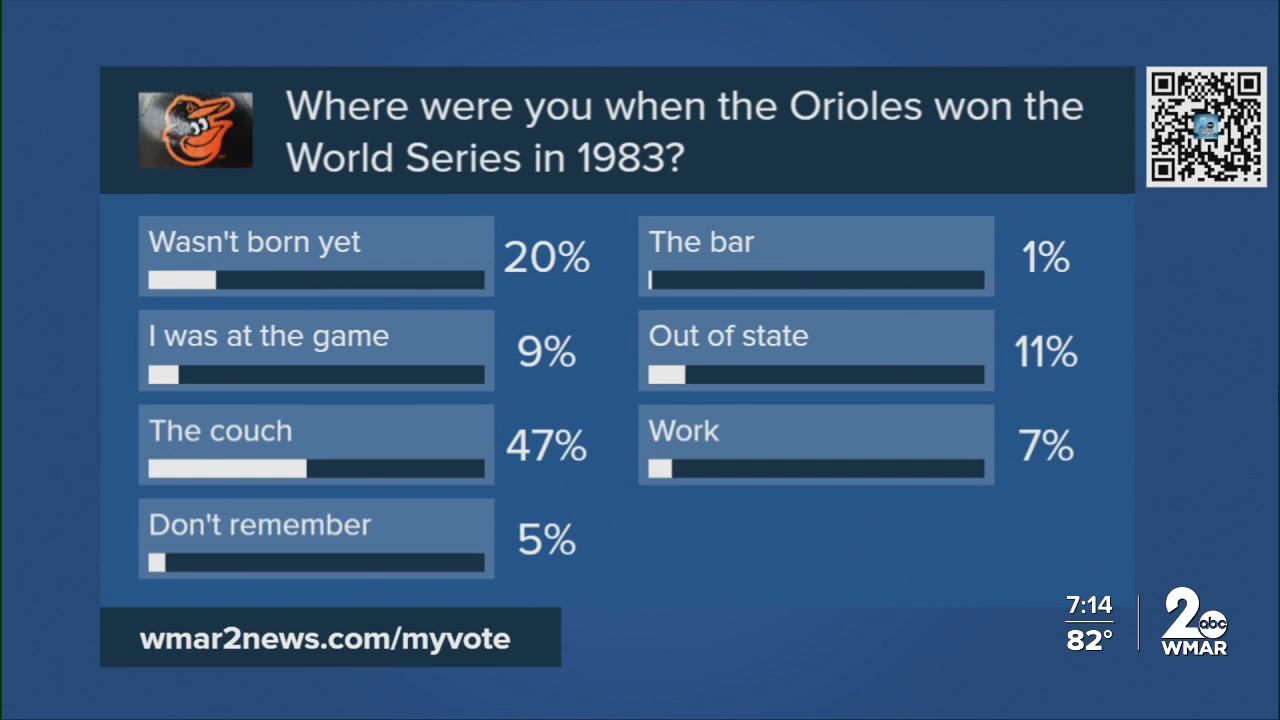 Where were you when the Orioles won the
World Series in 1983?
Wasn't born yet
20%
I was at the game
9%
The couch
47%
Don't remember
5%
The bar
1%
Out of state
11%
Work
7%
wmar2news.com/myvote
7:14
82°
2
abc
WMAR